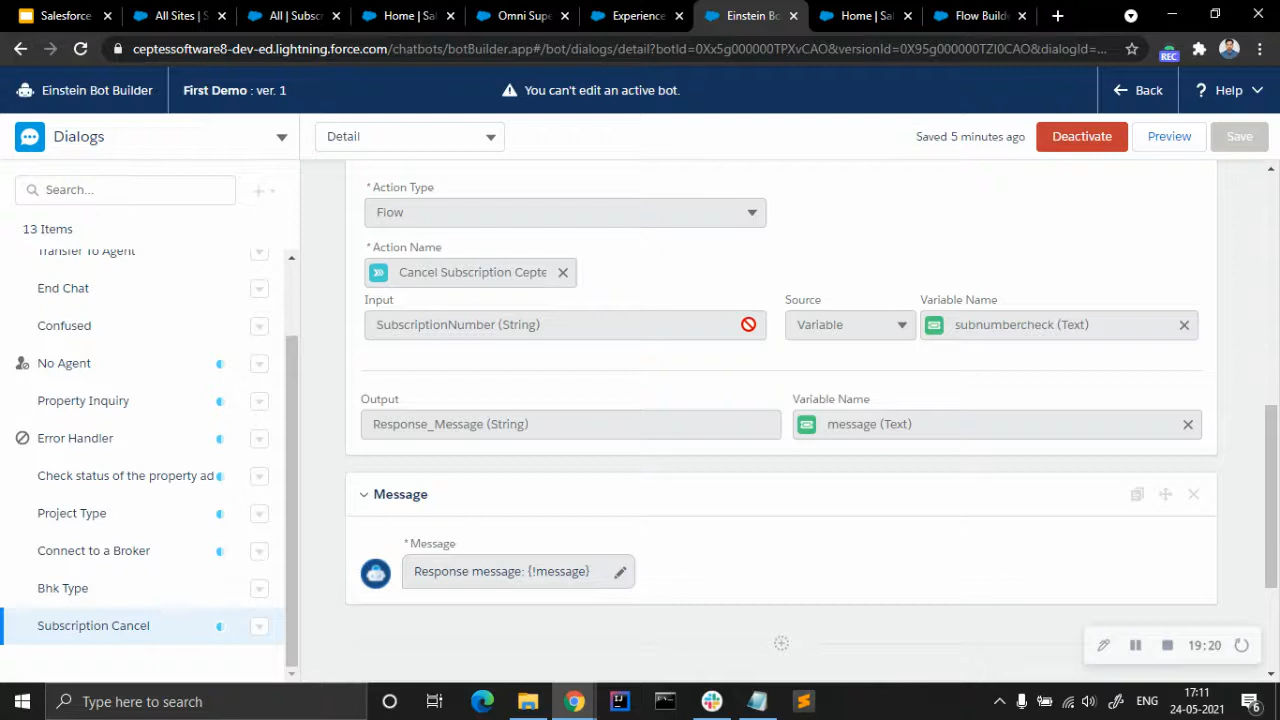 Salesforce
All Sites | S
All | Subsc
Home | Sal
Omni Supe
Experience
Einstein Bo
Home | Sal
Flow Builde
ceptessoftware8-dev-ed.lightning.force.com/chatbots/botBuilder.app#/bot/dialogs/detail?botId=0Xx5g000000TPXvCAO&versionId=0X95g000000TZI0CAO&dialogId=...
REC
Einstein Bot Builder
First Demo : ver. 1
You can't edit an active bot.
Back
? Help
Dialogs
Detail
Saved 5 minutes ago
Deactivate
Preview
Save
Search...
13 Items
Transfer To Agent
End Chat
Confused
No Agent
Property Inquiry
Error Handler
Check status of the property ad
Project Type
Connect to a Broker
Bhk Type
Subscription Cancel
* Action Type
Flow
* Action Name
Cancel Subscription Cepte
Input
Source
Variable Name
SubscriptionNumber (String)
Variable
subnumbercheck (Text)
Output
Variable Name
Response_Message (String)
message (Text)
Message
* Message
Response message: {!message}
19:20
Type here to search
ENG
17:11
24-05-2021
6